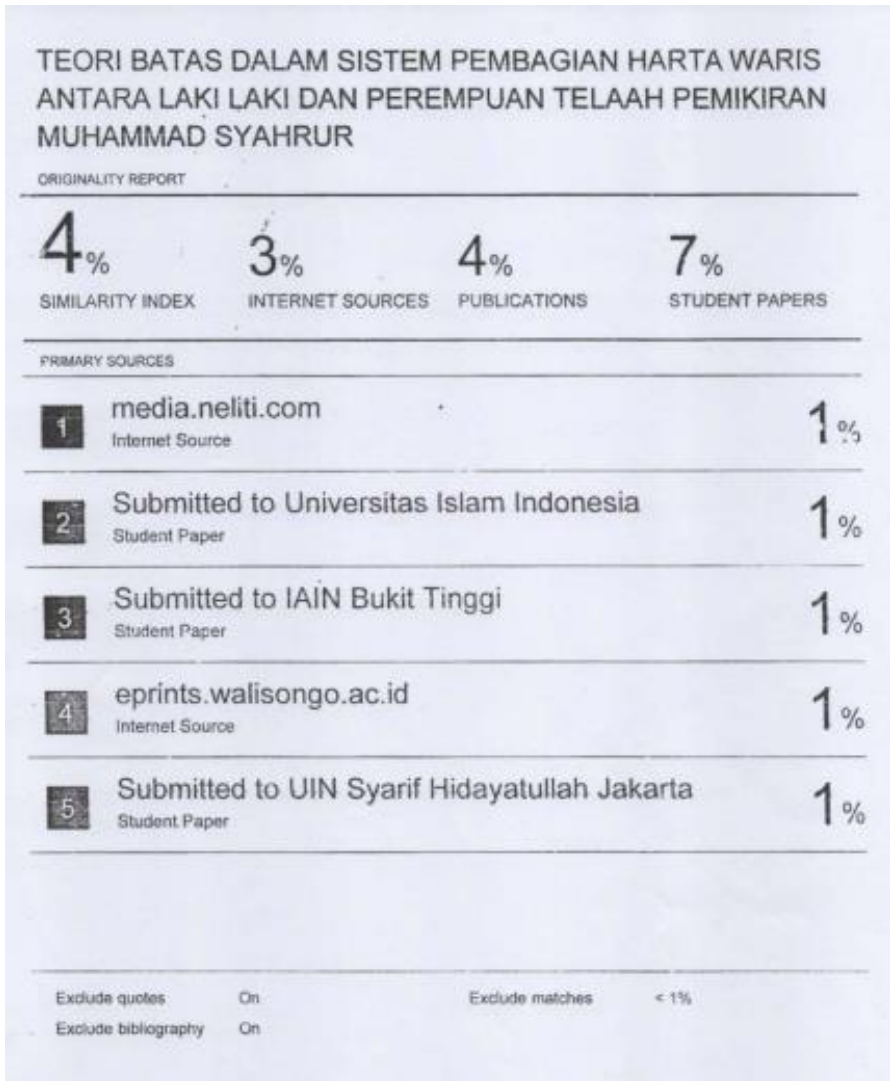 TEORI BATAS DALAM SISTEM PEMBAGIAN HARTA WARIS
ANTARA LAKI LAKI DAN PEREMPUAN TELAAH PEMIKIRAN
MUHAMMAD SYAHRUR
ORIGINALITY REPORT
4% 3% 4% 7%
SIMILARITY INDEX INTERNET SOURCES PUBLICATIONS STUDENT PAPERS
PRIMARY SOURCES
1 media.neliti.com 1%
Internet Source
2 Submitted to Universitas Islam Indonesia 1%
Student Paper
3 Submitted to IAIN Bukit Tinggi 1%
Student Paper
4 eprints.walisongo.ac.id 1%
Internet Source
5 Submitted to UIN Syarif Hidayatullah Jakarta 1%
Student Paper
Exclude quotes On Exclude matches < 1%
Exclude bibliography On